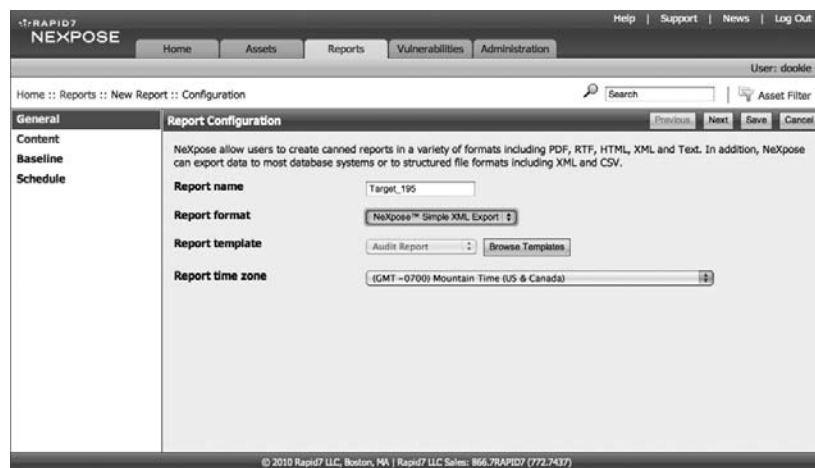 RAPID7
NEXPOSE
Help | Support | News | Log Out
Home Assets Reports Vulnerabilities Administration
User: dookie
Home :: Reports :: New Report :: Configuration
Search
Asset Filter
General
Content
Baseline
Schedule
Report Configuration
Previous Next Save Cancel
NeXpose allow users to create canned reports in a variety of formats including PDF, RTF, HTML, XML and Text. In addition, NeXpose
can export data to most database systems or to structured file formats including XML and CSV.
Report name Target_195
Report format NeXpose™ Simple XML Export
Report template Audit Report Browse Templates
Report time zone (GMT -0700) Mountain Time (US & Canada)
© 2010 Rapid7 LLC, Boston, MA | Rapid7 LLC Sales: 866.7RAPID7 (772.7437)